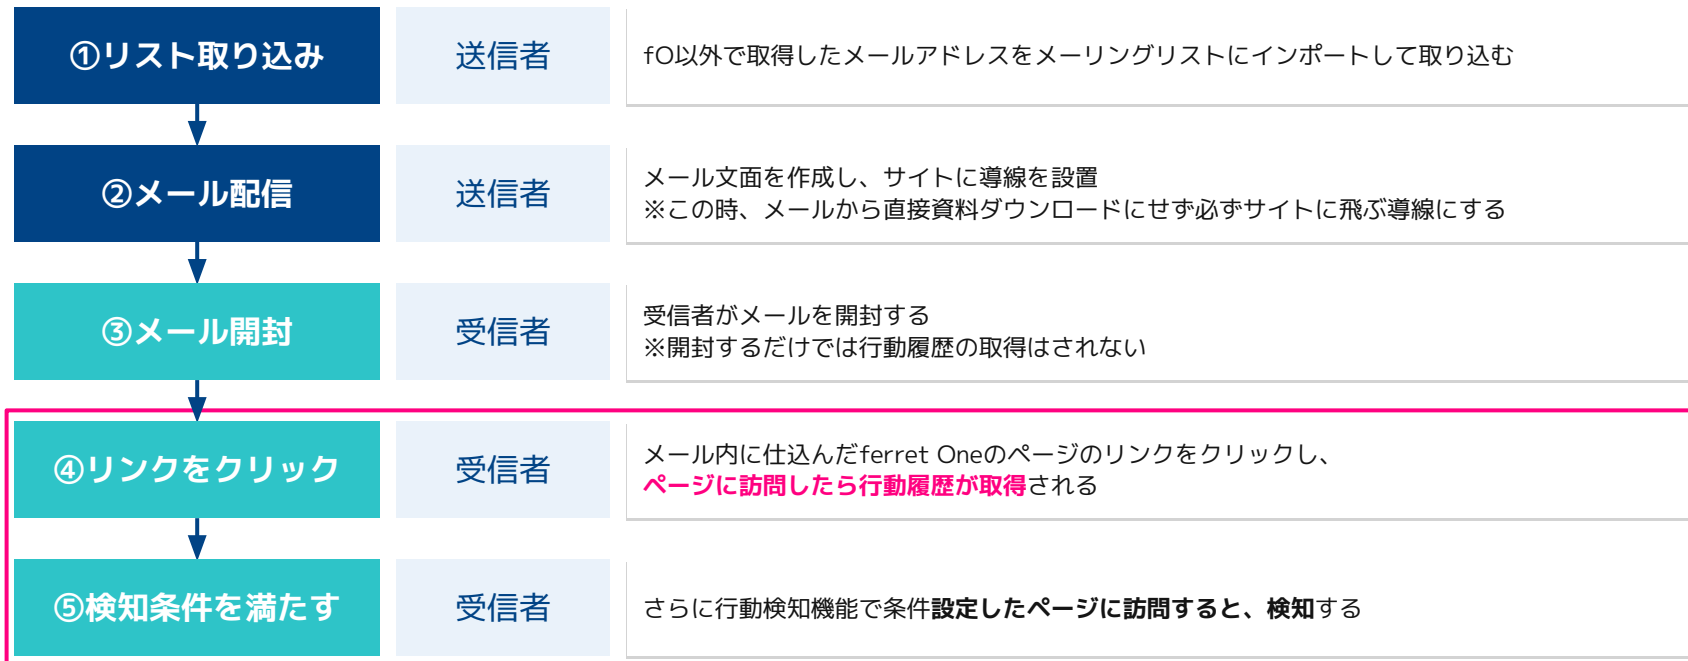 ①リスト取り込み
送信者
fO以外で取得したメールアドレスをメーリングリストにインポートして取り込む
②メール配信
送信者
メール文面を作成し、サイトに導線を設置
※この時、メールから直接資料ダウンロードにせず必ずサイトに飛ぶ導線にする
③メール開封
受信者
受信者がメールを開封する
※開封するだけでは行動履歴の取得はされない
④リンクをクリック
受信者
メール内に仕込んだferret Oneのページのリンクをクリックし、
ページに訪問したら行動履歴が取得される
⑤検知条件を満たす
受信者
さらに行動検知機能で条件設定したページに訪問すると、検知する